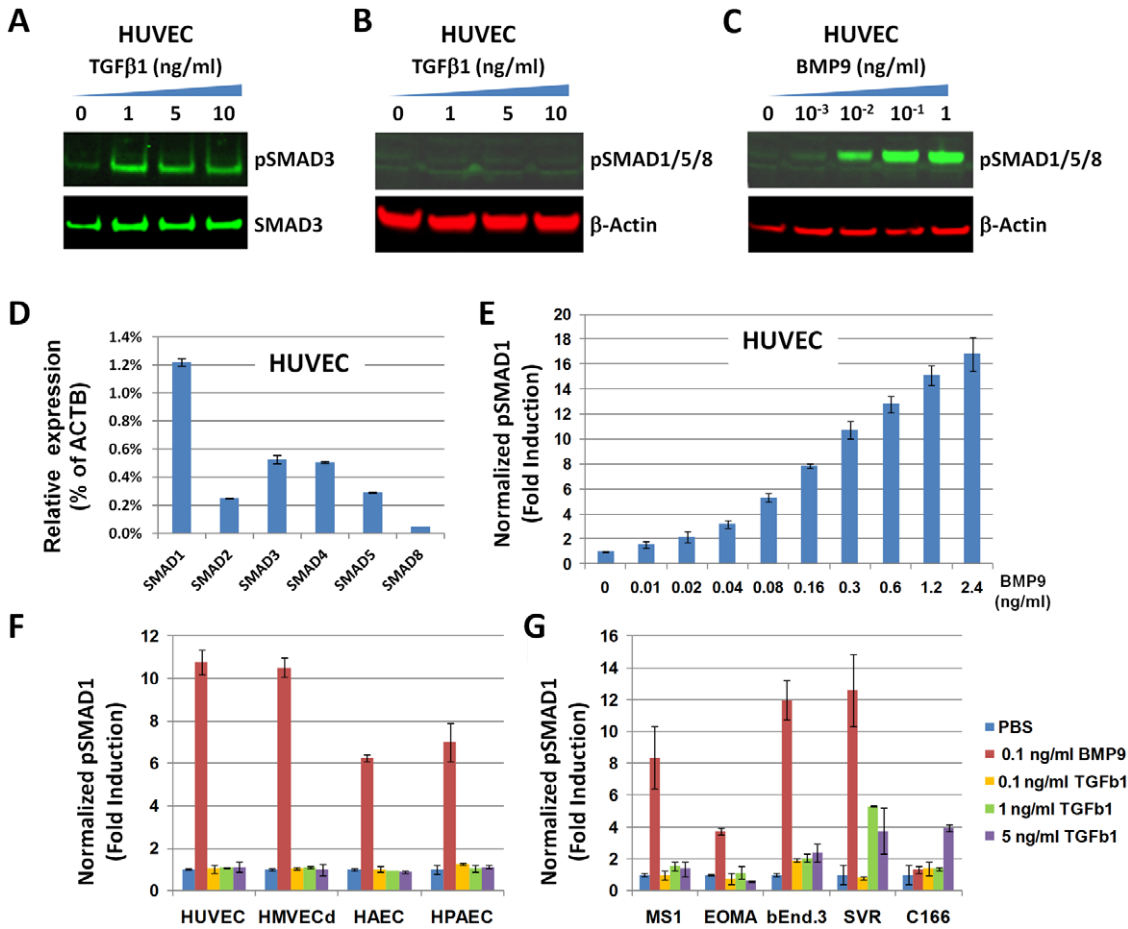 A
HUVEC
TGFβ1 (ng/ml)
0 1 5 10
pSMAD3
SMAD3
B
HUVEC
TGFβ1 (ng/ml)
0 1 5 10
pSMAD1/5/8
β-Actin
C
HUVEC
BMP9 (ng/ml)
0 10⁻³ 10⁻² 10⁻¹ 1
pSMAD1/5/8
β-Actin
D
HUVEC
Relative expression
(% of ACTB)
1.4%
1.2%
1.0%
0.8%
0.6%
0.4%
0.2%
0.0%
SMAD1 SMAD2 SMAD3 SMAD4 SMAD5 SMAD8
E
HUVEC
Normalized pSMAD1
(Fold Induction)
20
18
16
14
12
10
8
6
4
2
0
0 0.01 0.02 0.04 0.08 0.16 0.3 0.6 1.2 2.4
BMP9
(ng/ml)
F
Normalized pSMAD1
(Fold Induction)
12
10
8
6
4
2
0
HUVEC HMVECd HAEC HPAEC
G
Normalized pSMAD1
(Fold Induction)
16
14
12
10
8
6
4
2
0
MS1 EOMA bEnd.3 SVR C166
PBS
0.1 ng/ml BMP9
0.1 ng/ml TGFb1
1 ng/ml TGFb1
5 ng/ml TGFb1